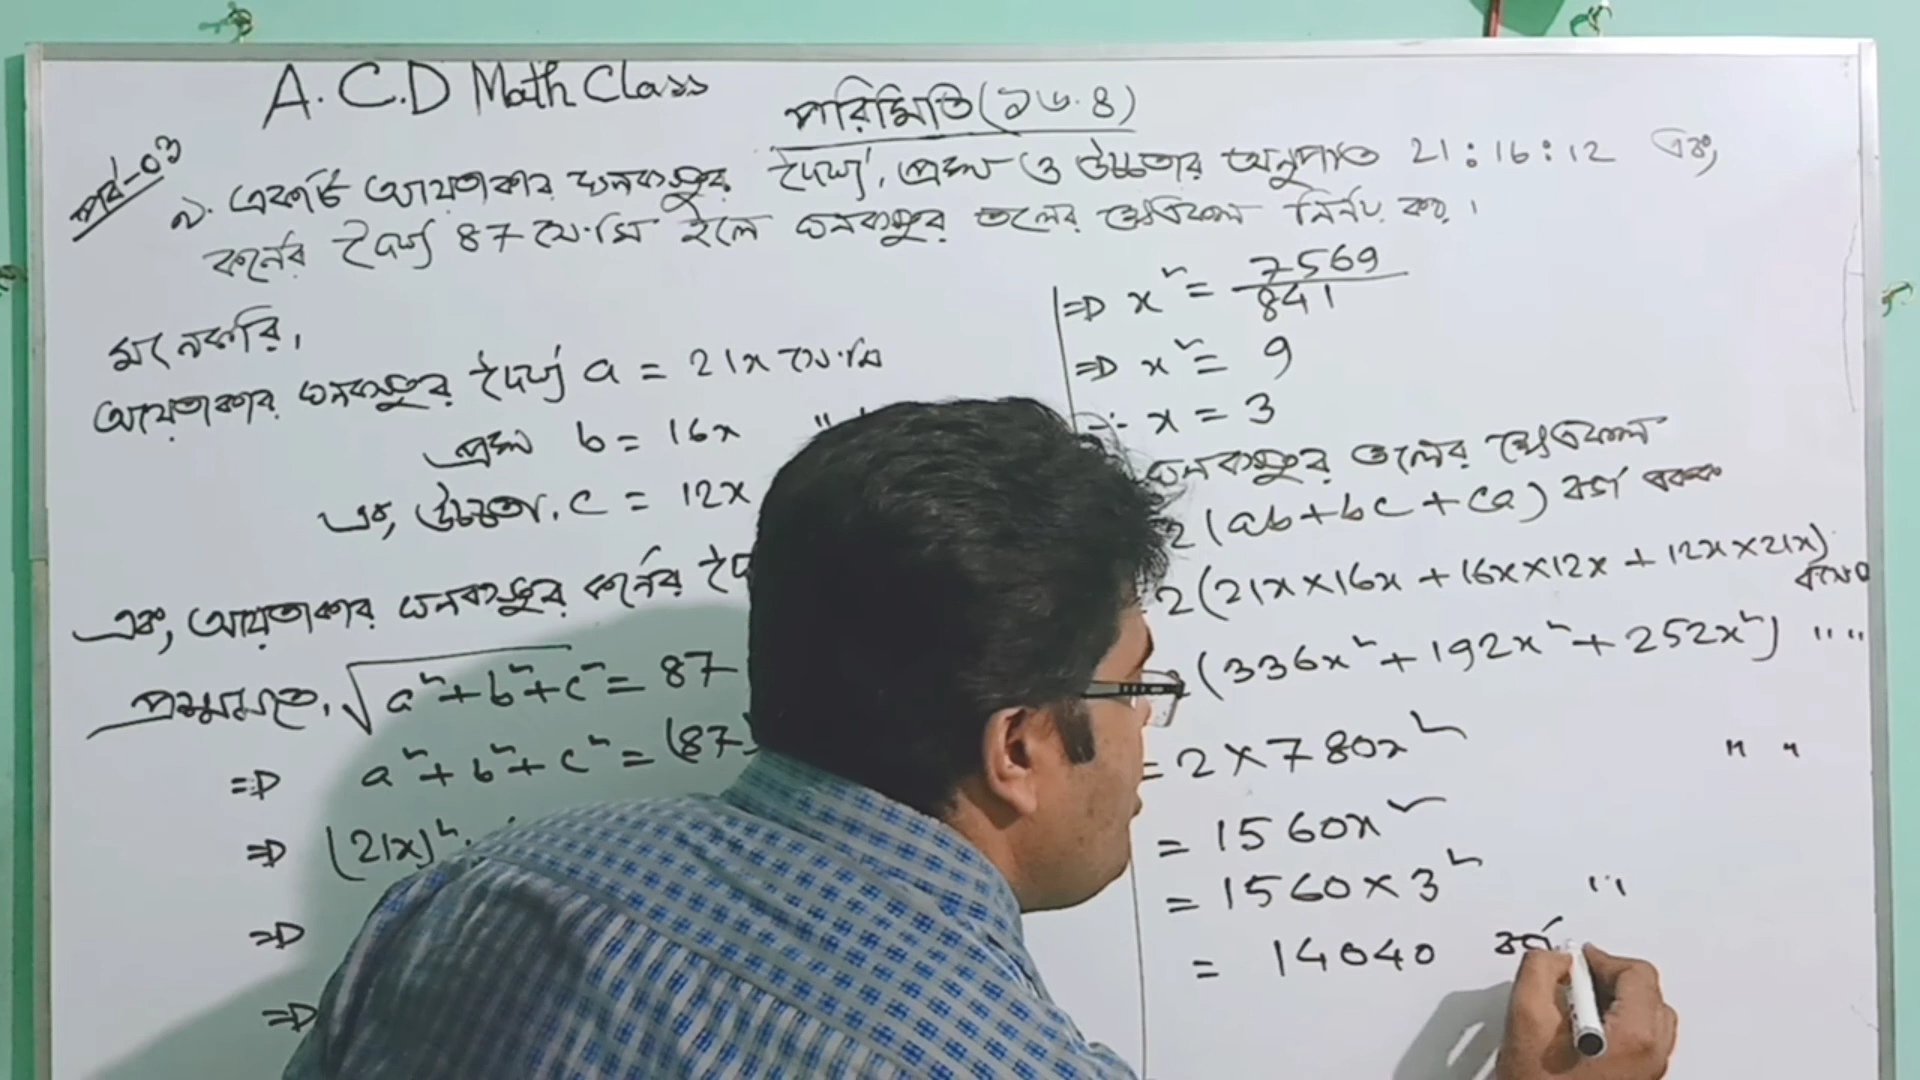 A.C.D Math Class
পরিমিতি (১৬.৪)
পর্ব-০৩
২. একটি আয়তাকার ঘনবস্তুর দৈর্ঘ্য, প্রস্থ ও উচ্চতার অনুপাত 21:16:12 এবং,
কর্ণের দৈর্ঘ্য 87 সে.মি হলে ঘনবস্তুর তলের ক্ষেত্রফল নির্ণয় কর।
মনেকরি,
আয়তাকার ঘনবস্তুর দৈর্ঘ্য a = 21x সে.মি
প্রস্থ b = 16x "
এবং, উচ্চতা, c = 12x
এবং, আয়তাকার ঘনবস্তুর কর্ণের
প্রশ্নমতে, √a²+b²+c² = 87
=> a²+b²+c² = (87
=> (21x)²
=>
=>
=> x² = 7569/841
=> x² = 9
∴ x = 3
ঘনবস্তুর তলের ক্ষেত্রফল
2(ab+bc+ca) বর্গ একক
2(21x×16x + 16x×12x + 12x×21x)
(336x²+192x²+252x²) " "
= 2×780x² " "
= 1560x²
= 1560×3² "
= 14040 বর্গ